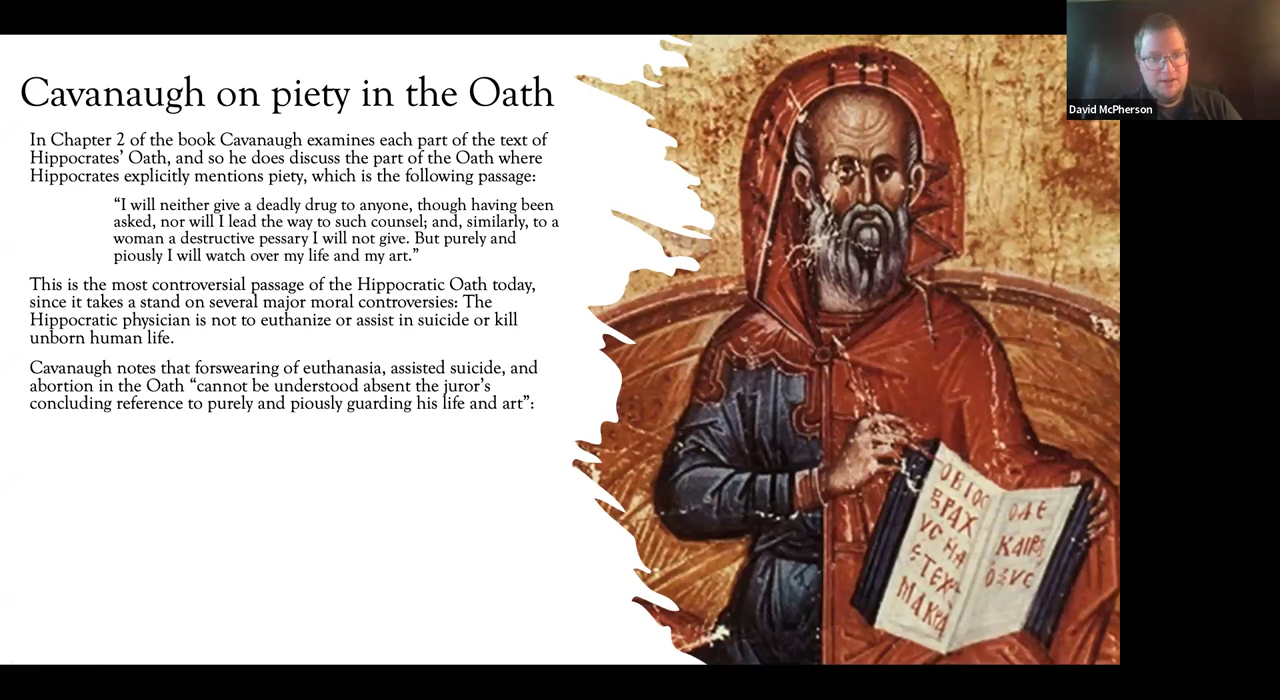 Cavanaugh on piety in the Oath
In Chapter 2 of the book Cavanaugh examines each part of the text of
Hippocrates’ Oath, and so he does discuss the part of the Oath where
Hippocrates explicitly mentions piety, which is the following passage:
“I will neither give a deadly drug to anyone, though having been
asked, nor will I lead the way to such counsel; and, similarly, to a
woman a destructive pessary I will not give. But purely and
piously I will watch over my life and my art.”
This is the most controversial passage of the Hippocratic Oath today,
since it takes a stand on several major moral controversies: The
Hippocratic physician is not to euthanize or assist in suicide or kill
unborn human life.
Cavanaugh notes that forswearing of euthanasia, assisted suicide, and
abortion in the Oath “cannot be understood absent the juror’s
concluding reference to purely and piously guarding his life and art”:
David McPherson
ΟΒΙΟC
ΒΡΑΧ
ΥC ΗΔ
ΕΤΕΧ
ΜΑΚΡΑ
ΟΔΕ
ΚΑΙΡ
ΟΞΥC